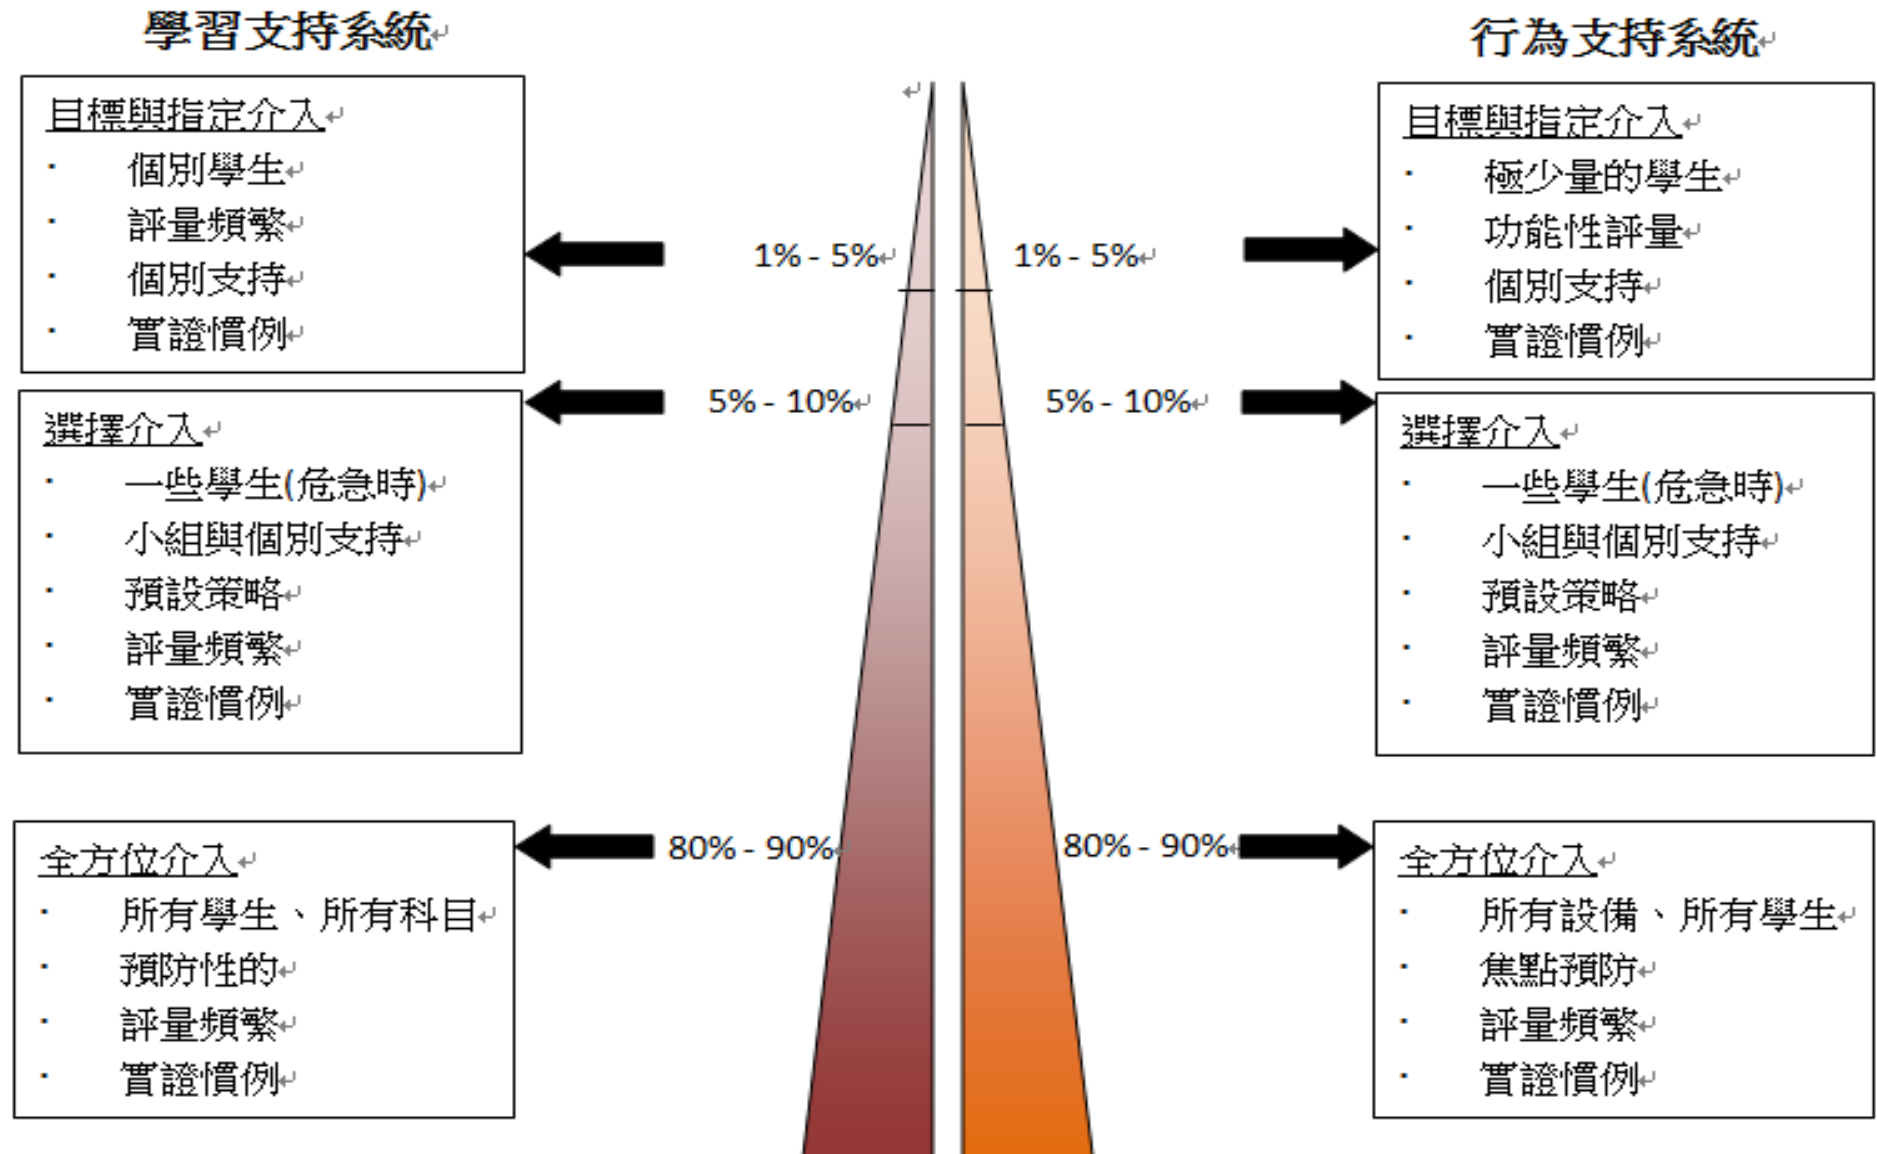 學習支持系統
目標與指定介入
· 個別學生
· 評量頻繁
· 個別支持
· 實證慣例
選擇介入
· 一些學生(危急時)
· 小組與個別支持
· 預設策略
· 評量頻繁
· 實證慣例
全方位介入
· 所有學生、所有科目
· 預防性的
· 評量頻繁
· 實證慣例
1% - 5%
5% - 10%
80% - 90%
1% - 5%
5% - 10%
80% - 90%
行為支持系統
目標與指定介入
· 極少量的學生
· 功能性評量
· 個別支持
· 實證慣例
選擇介入
· 一些學生(危急時)
· 小組與個別支持
· 預設策略
· 評量頻繁
· 實證慣例
全方位介入
· 所有設備、所有學生
· 焦點預防
· 評量頻繁
· 實證慣例